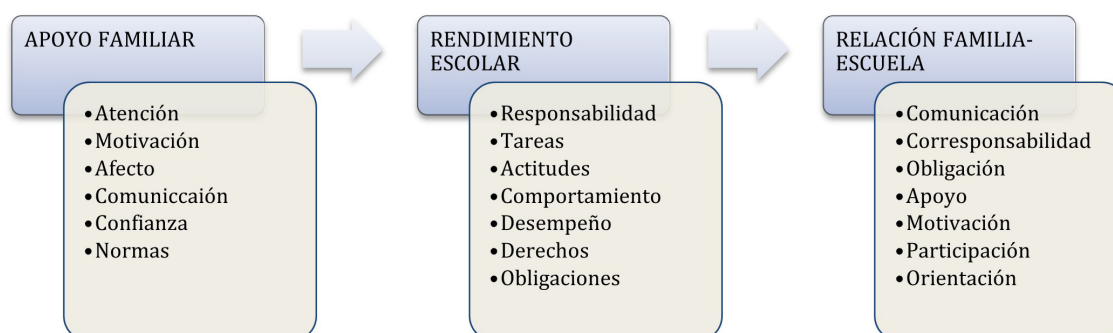 APOYO FAMILIAR
•Atención
•Motivación
•Afecto
•Comuniccaión
•Confianza
•Normas
RENDIMIENTO
ESCOLAR
•Responsabilidad
•Tareas
•Actitudes
•Comportamiento
•Desempeño
•Derechos
•Obligaciones
RELACIÓN FAMILIA-
ESCUELA
•Comunicación
•Corresponsabilidad
•Obligación
•Apoyo
•Motivación
•Participación
•Orientación